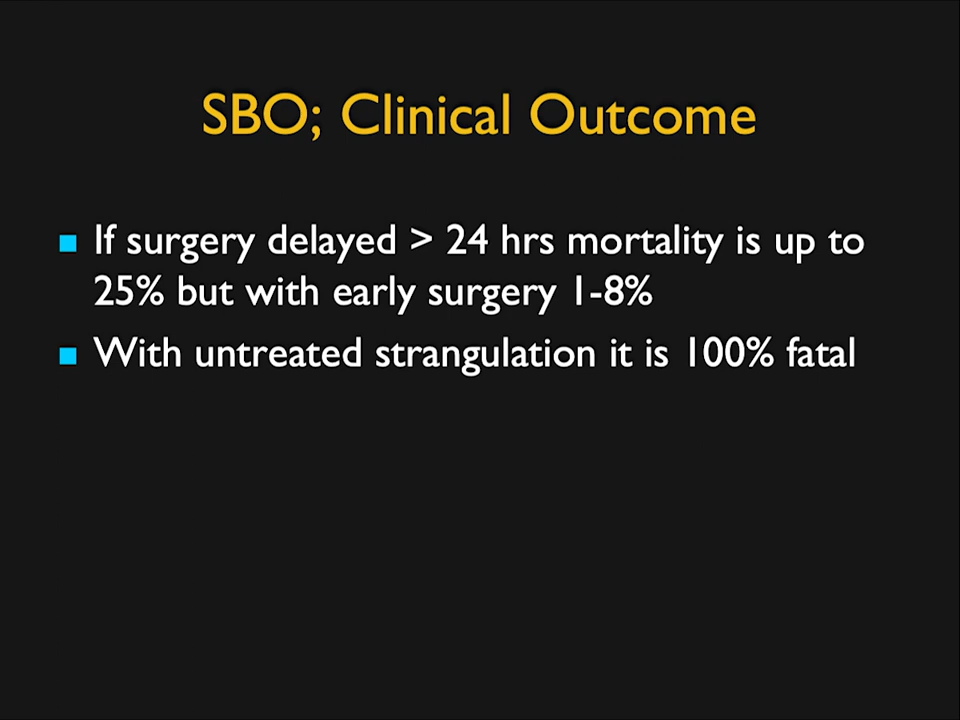 SBO; Clinical Outcome
If surgery delayed > 24 hrs mortality is up to
25% but with early surgery 1-8%
With untreated strangulation it is 100% fatal